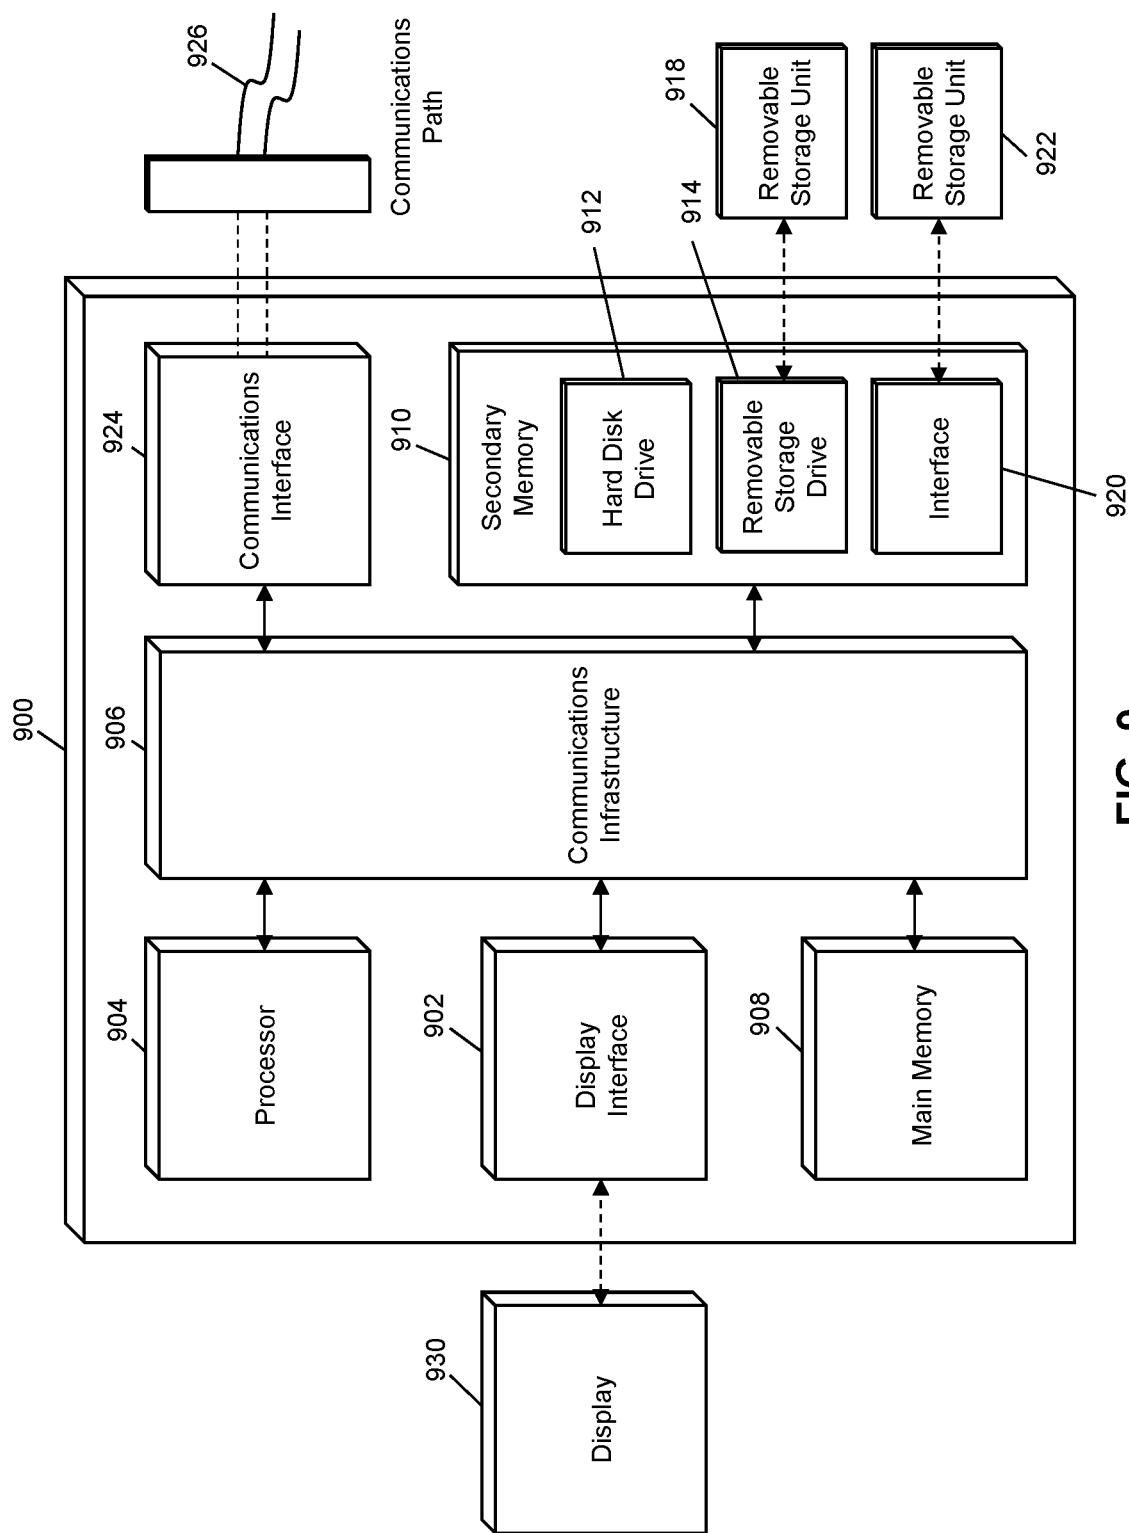 900
904
Processor
906
924
Communications
Interface
926
Communications
Path
930
Display
902
Display
Interface
Communications
Infrastructure
910
Secondary
Memory
912
Hard Disk
Drive
908
Main Memory
914
Removable
Storage
Drive
918
Removable
Storage Unit
Interface
920
Removable
Storage Unit
922
FIG.